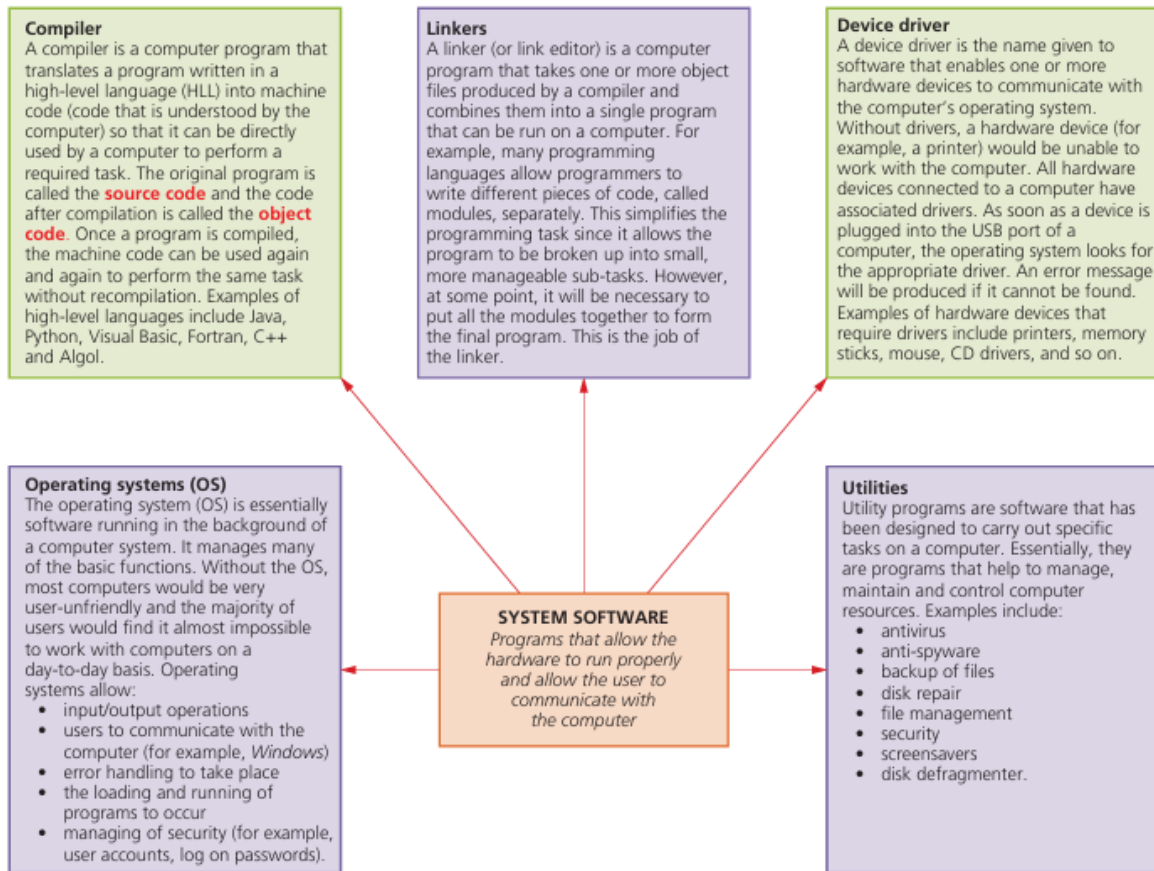 Compiler
A compiler is a computer program that
translates a program written in a
high-level language (HLL) into machine
code (code that is understood by the
computer) so that it can be directly
used by a computer to perform a
required task. The original program is
called the source code and the code
after compilation is called the object
code. Once a program is compiled,
the machine code can be used again
and again to perform the same task
without recompilation. Examples of
high-level languages include Java,
Python, Visual Basic, Fortran, C++
and Algol.
Linkers
A linker (or link editor) is a computer
program that takes one or more object
files produced by a compiler and
combines them into a single program
that can be run on a computer. For
example, many programming
languages allow programmers to
write different pieces of code, called
modules, separately. This simplifies the
programming task since it allows the
program to be broken up into small,
more manageable sub-tasks. However,
at some point, it will be necessary to
put all the modules together to form
the final program. This is the job of
the linker.
Device driver
A device driver is the name given to
software that enables one or more
hardware devices to communicate with
the computer's operating system.
Without drivers, a hardware device (for
example, a printer) would be unable to
work with the computer. All hardware
devices connected to a computer have
associated drivers. As soon as a device is
plugged into the USB port of a
computer, the operating system looks for
the appropriate driver. An error message
will be produced if it cannot be found.
Examples of hardware devices that
require drivers include printers, memory
sticks, mouse, CD drivers, and so on.
Operating systems (OS)
The operating system (OS) is essentially
software running in the background of
a computer system. It manages many
of the basic functions. Without the OS,
most computers would be very
user-unfriendly and the majority of
users would find it almost impossible
to work with computers on a
day-to-day basis. Operating
systems allow:
• input/output operations
• users to communicate with the
computer (for example, Windows)
• error handling to take place
• the loading and running of
programs to occur
• managing of security (for example,
user accounts, log on passwords).
SYSTEM SOFTWARE
Programs that allow the
hardware to run properly
and allow the user to
communicate with
the computer
Utilities
Utility programs are software that has
been designed to carry out specific
tasks on a computer. Essentially, they
are programs that help to manage,
maintain and control computer
resources. Examples include:
• antivirus
• anti-spyware
• backup of files
• disk repair
• file management
• security
• screensavers
• disk defragmenter.